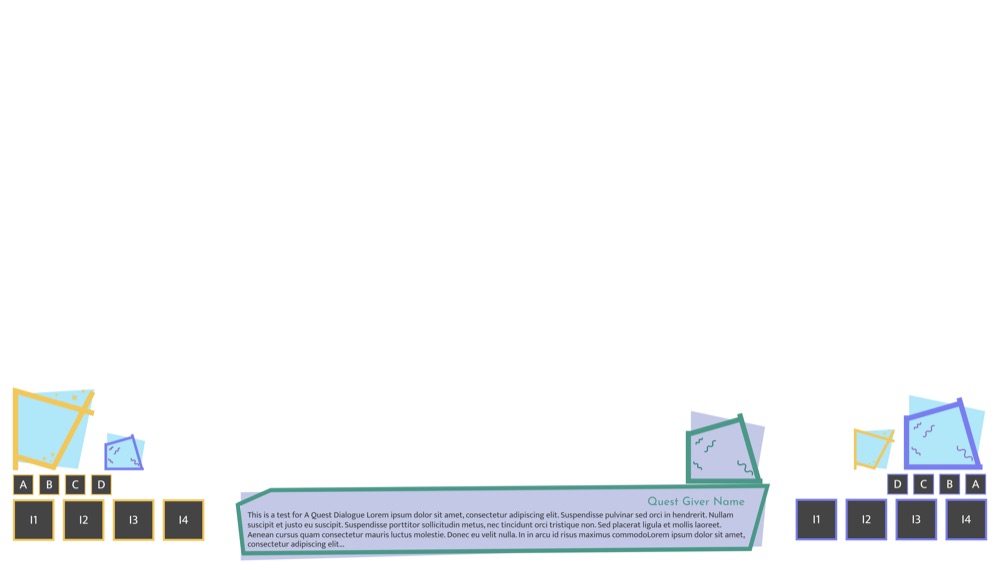 A B C D
D C B A
I1 I2 I3 I4
I1 I2 I3 I4
Quest Giver Name
This is a test for A Quest Dialogue Lorem ipsum dolor sit amet, consectetur adipiscing elit. Suspendisse pulvinar sed orci in hendrerit. Nullam
suscipit et justo eu suscipit. Suspendisse porttitor sollicitudin metus, nec tincidunt orci tristique non. Sed placerat ligula et mollis laoreet.
Aenean cursus quam consectetur mauris luctus molestie. Donec eu velit nulla. In in arcu id risus maximus commodoLorem ipsum dolor sit amet,
consectetur adipiscing elit...